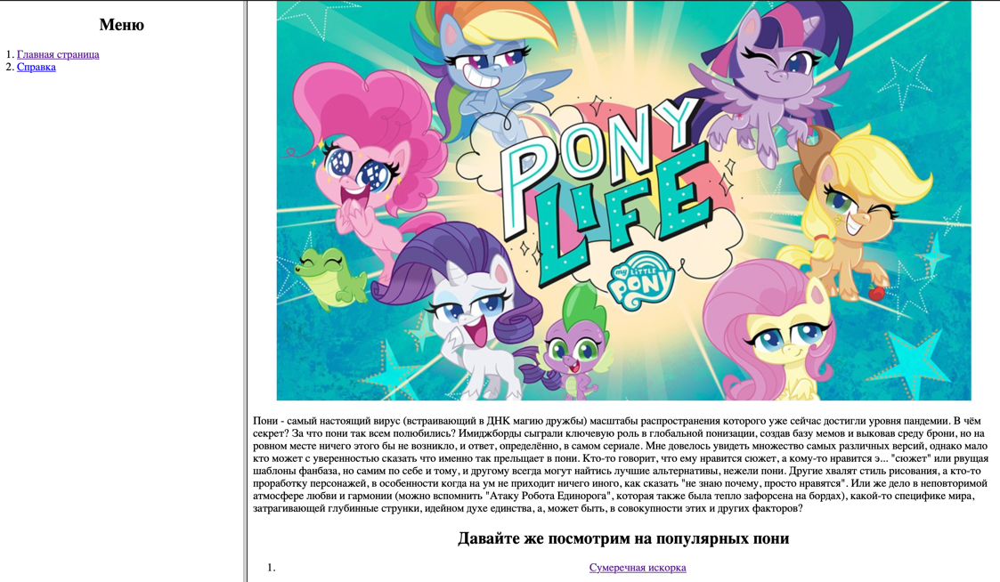 Меню
1. Главная страница
2. Справка
PONY
LIFE
my LITTLE
PONY
Пони - самый настоящий вирус (встраивающий в ДНК магию дружбы) масштабы распространения которого уже сейчас достигли уровня пандемии. В чём
секрет? За что пони так всем полюбились? Имиджборды сыграли ключевую роль в глобальной понизации, создав базу мемов и выковав среду брони, но на
ровном месте ничего этого бы не возникло, и ответ, определённо, в самом сериале. Мне довелось увидеть множество самых различных версий, однако мало
кто может с уверенностью сказать что именно так прельщает в пони. Кто-то говорит, что ему нравится сюжет, а кому-то нравится э... "сюжет" или рвущая
шаблоны фанбаза, но самим по себе и тому, и другому всегда могут найтись лучшие альтернативы, нежели пони. Другие хвалят стиль рисования, а кто-то
проработку персонажей, в особенности когда на ум не приходит ничего иного, как сказать "не знаю почему, просто нравятся". Или же дело в неповторимой
атмосфере любви и гармонии (можно вспомнить "Атаку Робота Единорога", которая также была тепло зафорсена на бордах), какой-то специфике мира,
затрагивающей глубинные струнки, идейном духе единства, а, может быть, в совокупности этих и других факторов?
Давайте же посмотрим на популярных пони
1. Сумеречная искорка